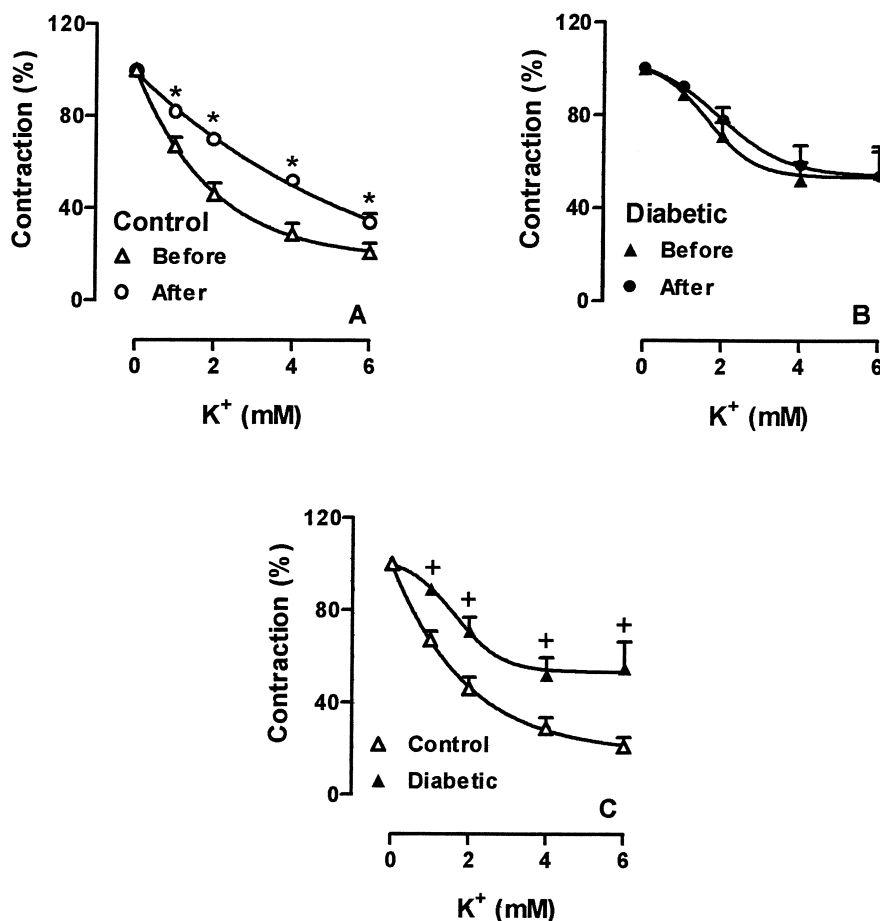 120
80
40
0
Contraction (%)
Control
Before
After
A
0 2 4 6
K+ (mM)
120
80
40
0
Contraction (%)
Diabetic
Before
After
B
0 2 4 6
K+ (mM)
120
80
40
0
Contraction (%)
Control
Diabetic
C
0 2 4 6
K+ (mM)